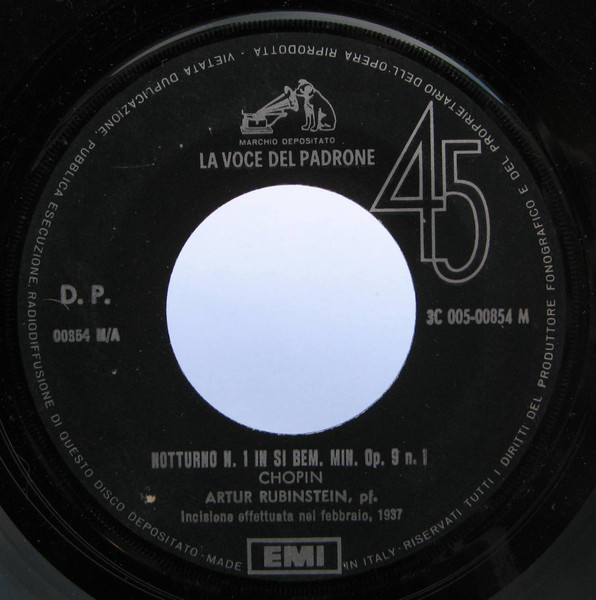 MARCHIO DEPOSITATO
LA VOCE DEL PADRONE
45
D. P.
00854 M/A
3C 005-00854 M
NOTTURNO N. 1 IN SI BEM. MIN. Op. 9 n. 1
CHOPIN
ARTUR RUBINSTEIN, pf.
Incisione effettuata nel febbraio, 1937
EMI
MADE IN ITALY - RISERVATI TUTTI I DIRITTI DEL PRODUTTORE FONOGRAFICO E DEL PROPRIETARIO DELL'OPERA RIPRODOTTA - VIETATA DUPLICAZIONE, PUBBLICA ESECUZIONE, RADIODIFFUSIONE DI QUESTO DISCO DEPOSITATO